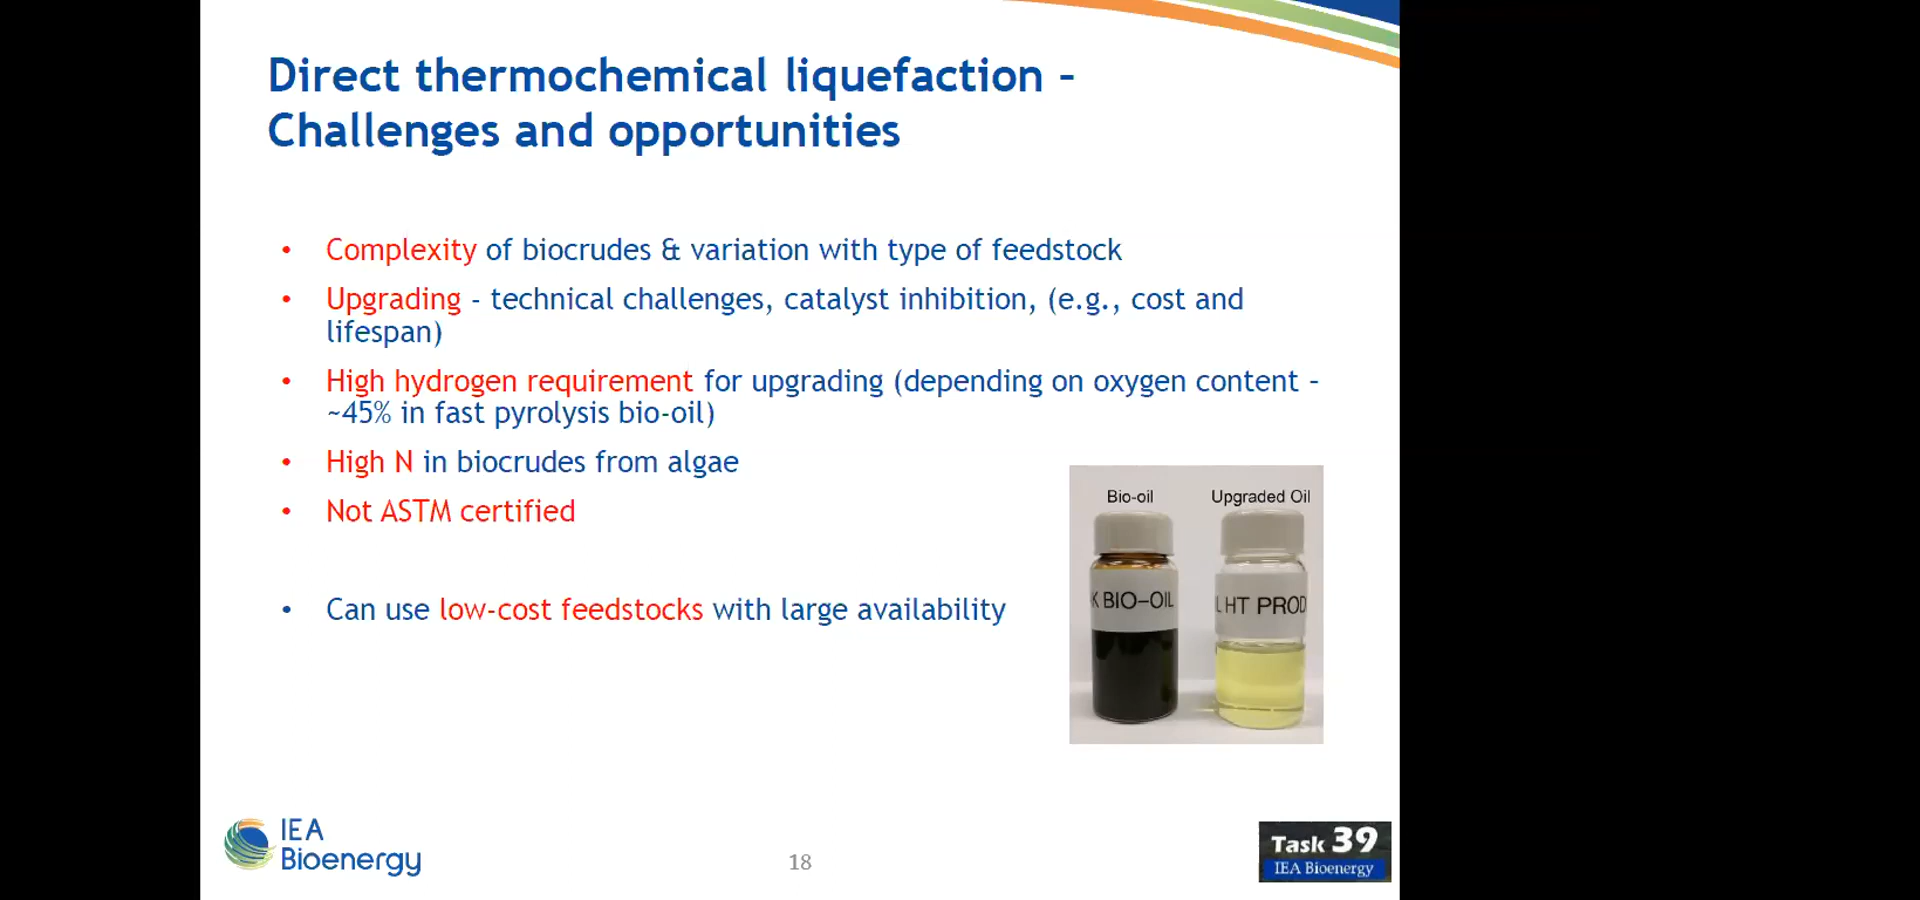 Direct thermochemical liquefaction –
Challenges and opportunities
• Complexity of biocrudes & variation with type of feedstock
• Upgrading - technical challenges, catalyst inhibition, (e.g., cost and
lifespan)
• High hydrogen requirement for upgrading (depending on oxygen content –
~45% in fast pyrolysis bio-oil)
• High N in biocrudes from algae
• Not ASTM certified
• Can use low-cost feedstocks with large availability
Bio-oil
Upgraded Oil
K BIO-OIL
L HT PROD
IEA
Bioenergy
18
Task 39
IEA Bioenergy